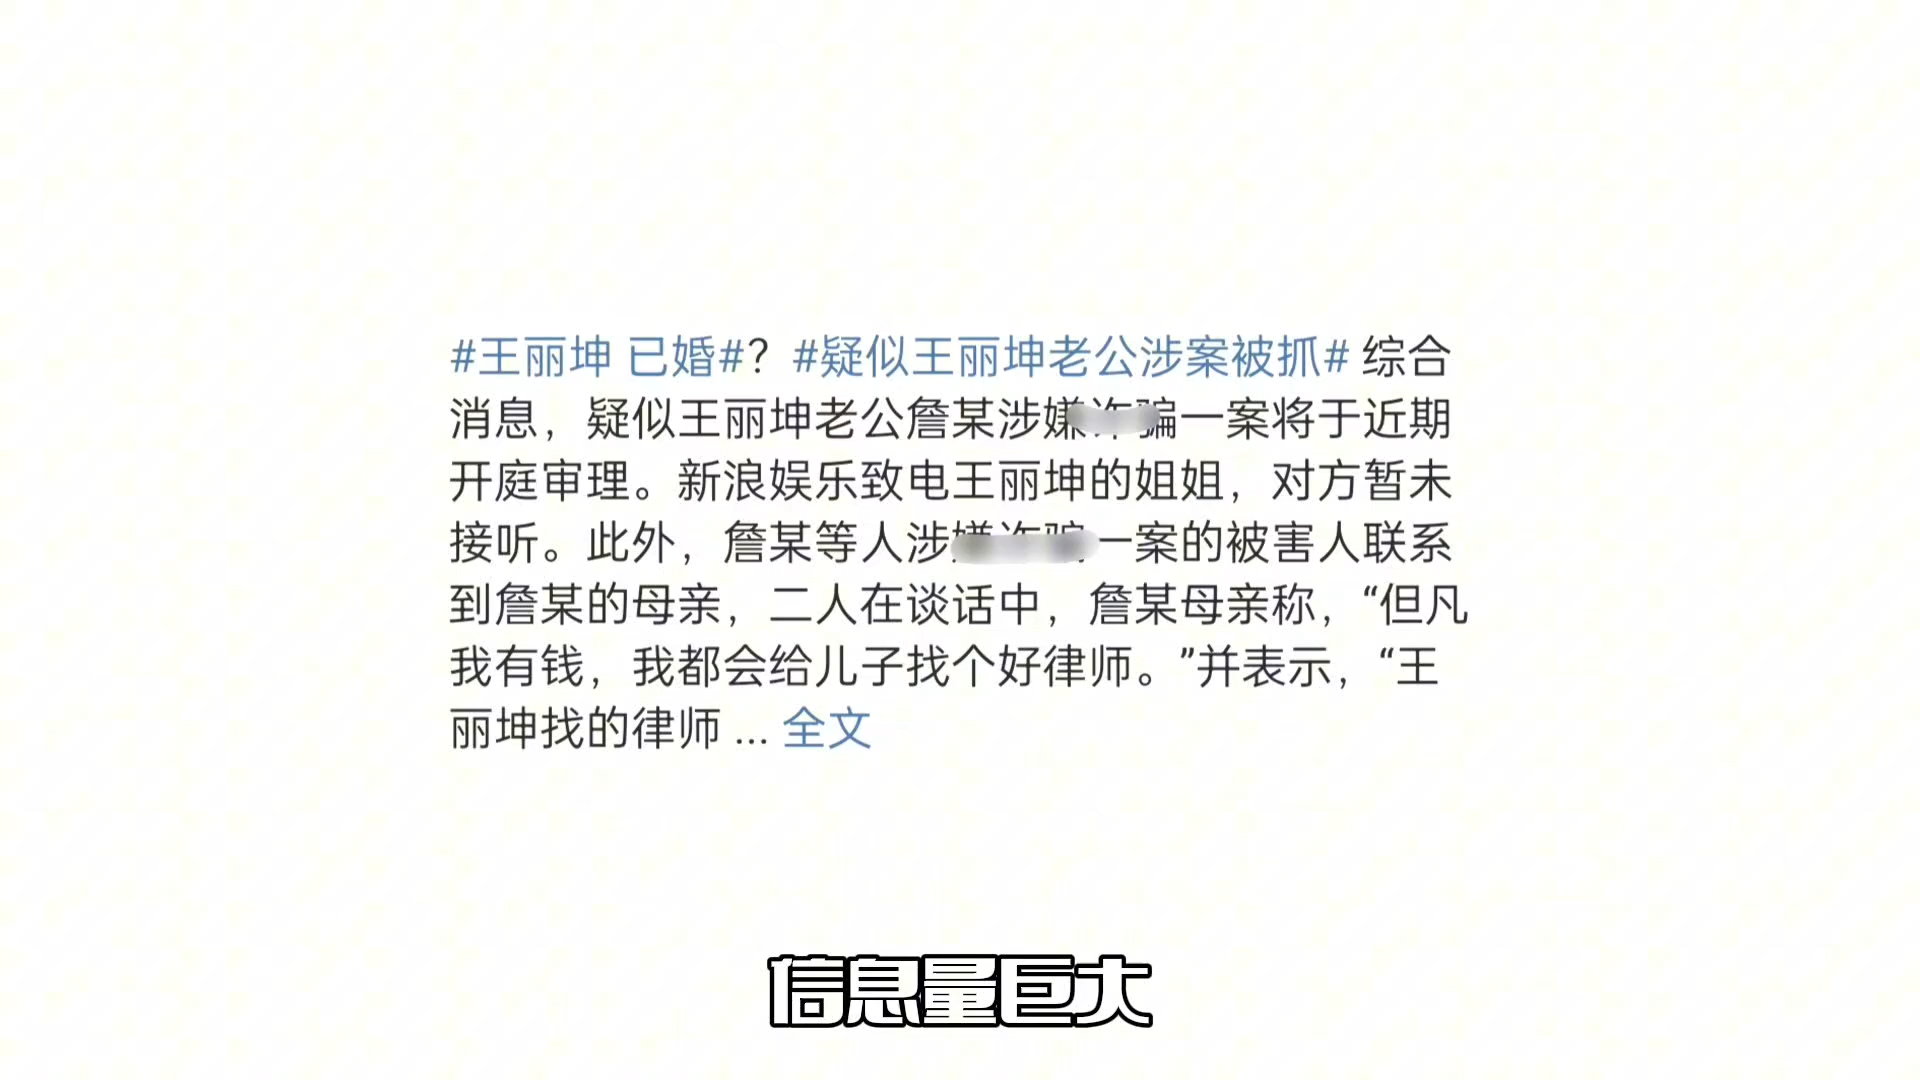 #王丽坤 已婚#？#疑似王丽坤老公涉案被抓# 综合
消息，疑似王丽坤老公詹某涉嫌诈骗一案将于近期
开庭审理。新浪娱乐致电王丽坤的姐姐，对方暂未
接听。此外，詹某等人涉嫌诈骗一案的被害人联系
到詹某的母亲，二人在谈话中，詹某母亲称，“但凡
我有钱，我都会给儿子找个好律师。”并表示，“王
丽坤找的律师 ... 全文
信息量巨大